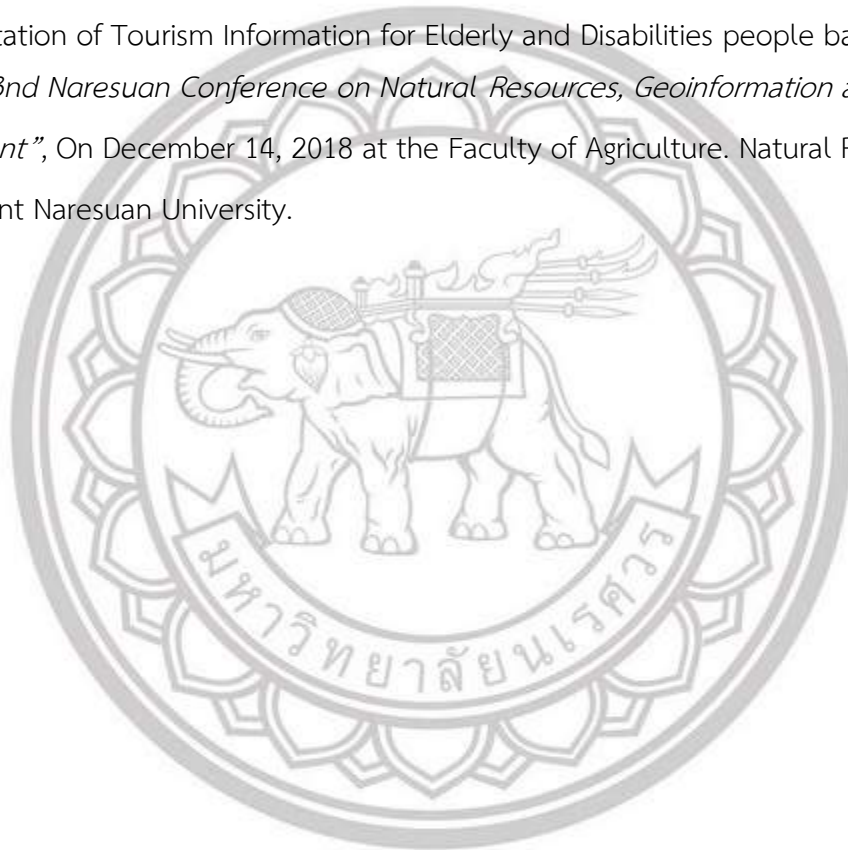 tation of Tourism Information for Elderly and Disabilities people ba
3nd Naresuan Conference on Natural Resources, Geoinformation a
nt”, On December 14, 2018 at the Faculty of Agriculture. Natural
nt Naresuan University.
มหาวิทยาลัยนเรศวร